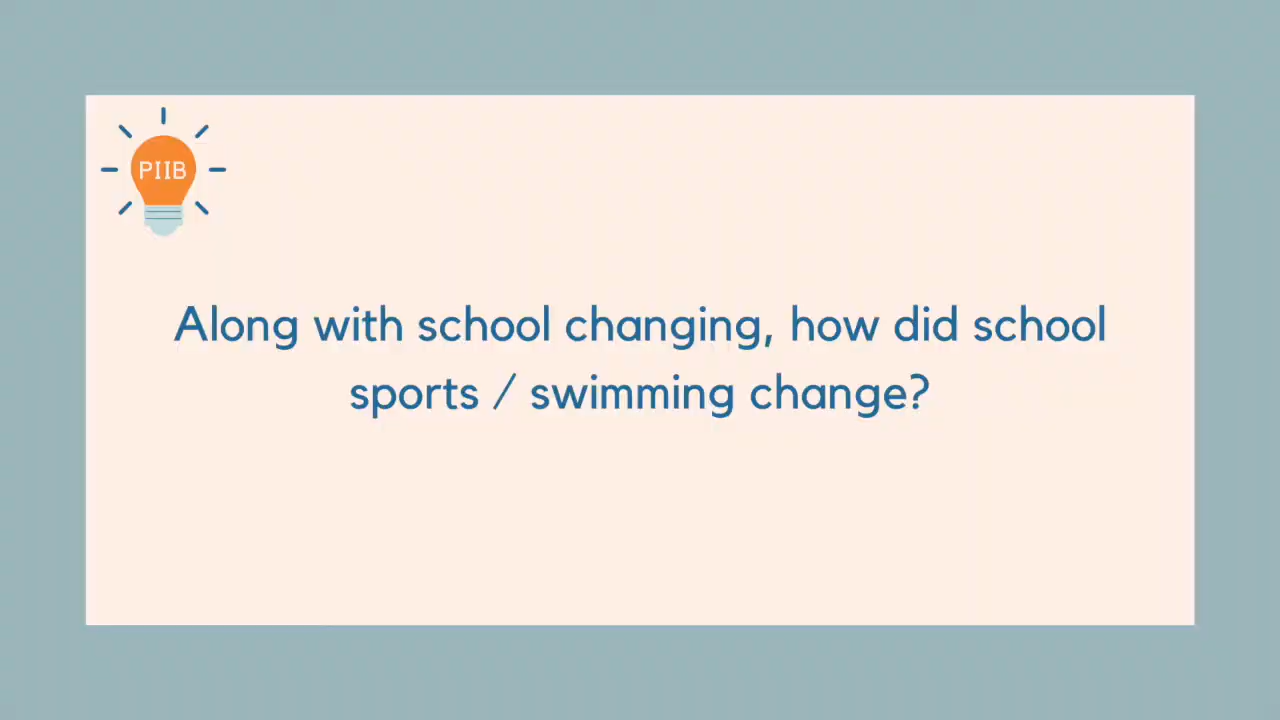 PIIB
Along with school changing, how did school
sports / swimming change?